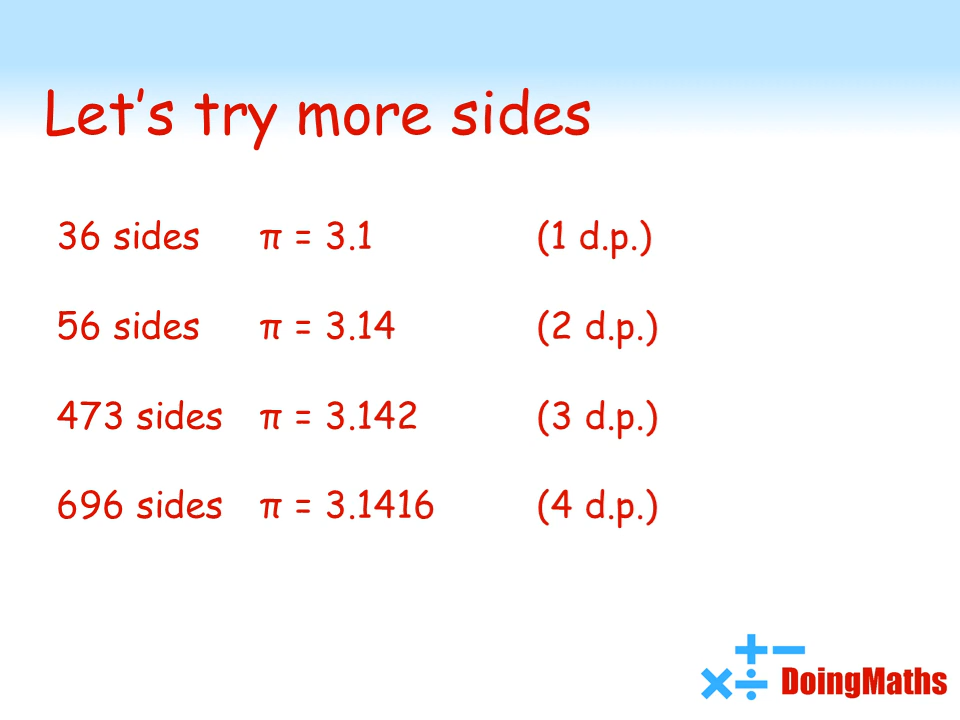 Let's try more sides
36 sides π = 3.1 (1 d.p.)
56 sides π = 3.14 (2 d.p.)
473 sides π = 3.142 (3 d.p.)
696 sides π = 3.1416 (4 d.p.)
DoingMaths